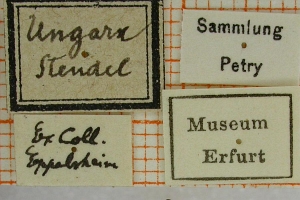 Ungarn
Stendel
Sammlung
Petry
Ex Coll.
Eppelsheim
Museum
Erfurt